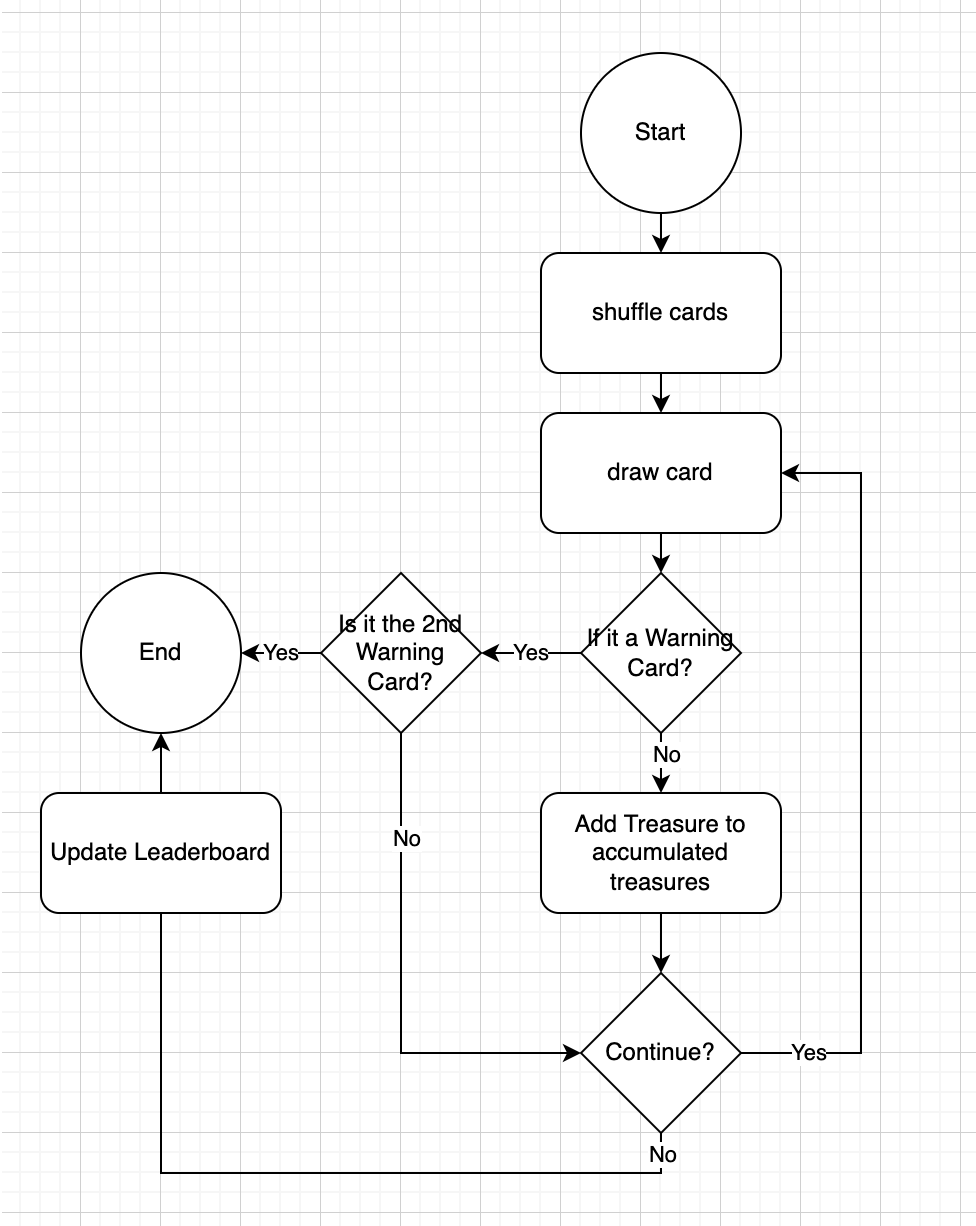 Start
shuffle cards
draw card
If it a Warning
Card?
Yes
Is it the 2nd
Warning
Card?
Yes
End
No
Add Treasure to
accumulated
treasures
No
Update Leaderboard
Continue?
Yes
No